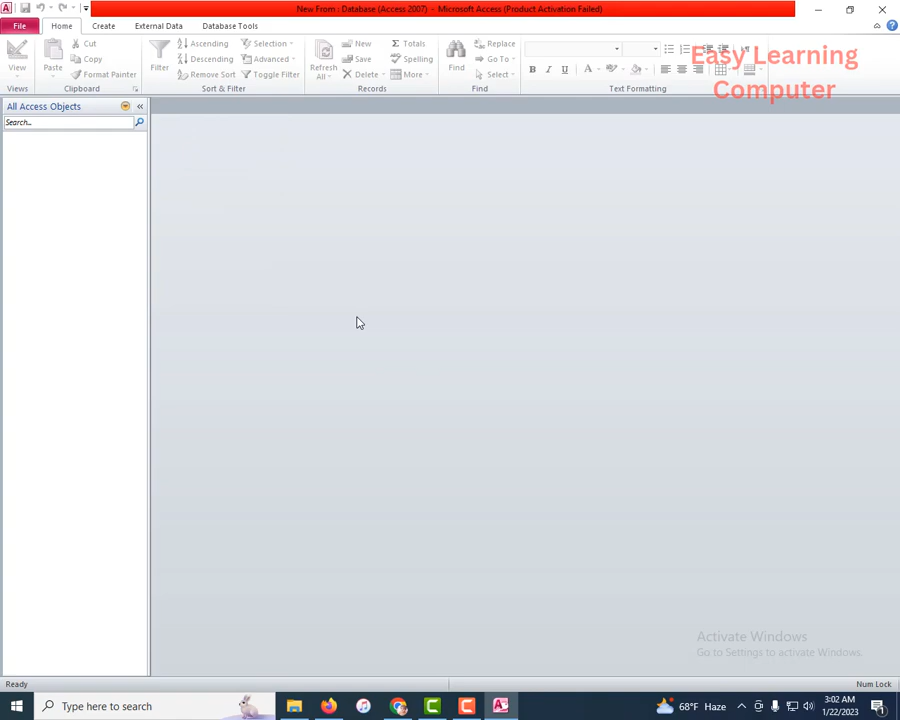 New From : Database (Access 2007) - Microsoft Access (Product Activation Failed)
File Home Create External Data Database Tools
View
Views
Paste
Cut
Copy
Format Painter
Clipboard
Filter
Ascending
Descending
Remove Sort
Selection
Advanced
Toggle Filter
Sort & Filter
Refresh
All
New
Save
Delete
Totals
Spelling
More
Records
Find
Replace
Go To
Select
Find
B I U A
Text Formatting
Easy Learning
Computer
All Access Objects
Search...
Activate Windows
Go to Settings to activate Windows.
Ready
Num Lock
Type here to search
68°F Haze
3:02 AM
1/22/2023